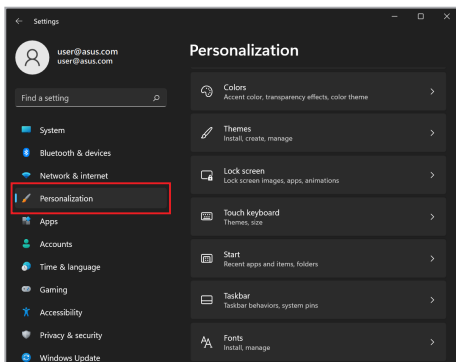 Settings
user@asus.com
user@asus.com
Find a setting
System
Bluetooth & devices
Network & internet
Personalization
Apps
Accounts
Time & language
Gaming
Accessibility
Privacy & security
Windows Update
Personalization
Colors
Accent color, transparency effects, color theme
Themes
Install, create, manage
Lock screen
Lock screen images, apps, animations
Touch keyboard
Themes, size
Start
Recent apps and items, folders
Taskbar
Taskbar behaviors, system pins
Fonts
Install, manage